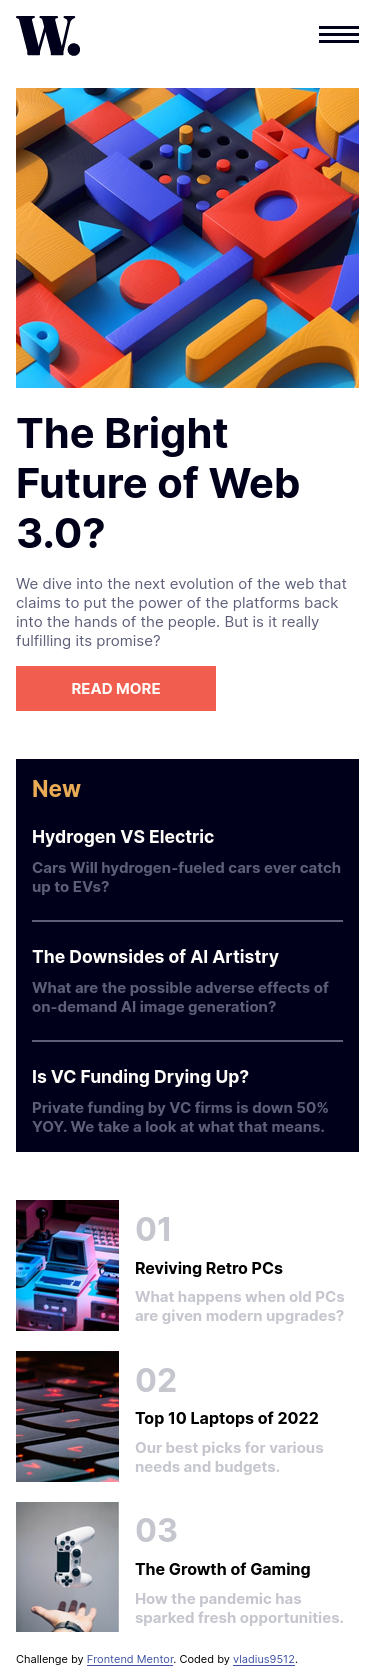 W.
The Bright
Future of Web
3.0?
We dive into the next evolution of the web that
claims to put the power of the platforms back
into the hands of the people. But is it really
fulfilling its promise?
READ MORE
New
Hydrogen VS Electric
Cars Will hydrogen-fueled cars ever catch
up to EVs?
The Downsides of AI Artistry
What are the possible adverse effects of
on-demand AI image generation?
Is VC Funding Drying Up?
Private funding by VC firms is down 50%
YOY. We take a look at what that means.
01
Reviving Retro PCs
What happens when old PCs
are given modern upgrades?
02
Top 10 Laptops of 2022
Our best picks for various
needs and budgets.
03
The Growth of Gaming
How the pandemic has
sparked fresh opportunities.
Challenge by Frontend Mentor. Coded by vladius9512.